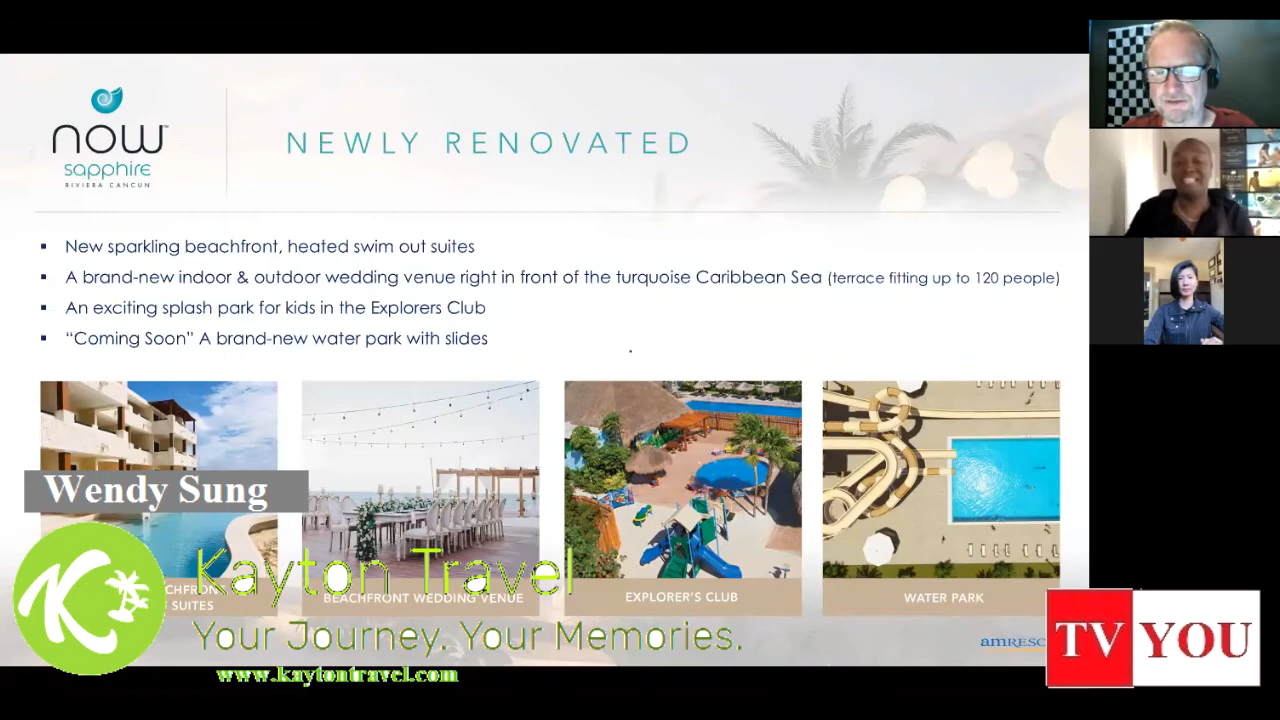 now
sapphire
RIVIERA CANCUN
NEWLY RENOVATED
▪ New sparkling beachfront, heated swim out suites
▪ A brand-new indoor & outdoor wedding venue right in front of the turquoise Caribbean Sea (terrace fitting up to 120 people)
▪ An exciting splash park for kids in the Explorers Club
▪ “Coming Soon” A brand-new water park with slides
Wendy Sung
K
Kayton Travel
Your Journey. Your Memories.
www.kaytontravel.com
SUITES
BEACHFRONT WEDDING VENUE
EXPLORER'S CLUB
WATER PARK
TV YOU